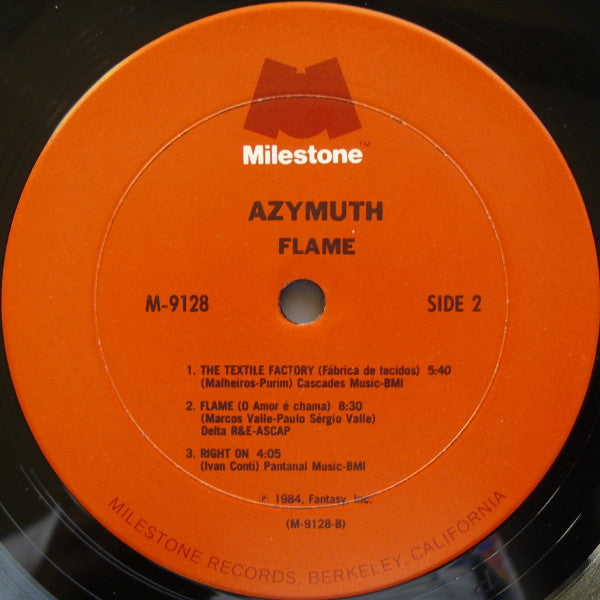 Milestone™
AZYMUTH
FLAME
M-9128
SIDE 2
1. THE TEXTILE FACTORY (Fábrica de tecidos) 5:40
(Malheiros-Purim) Cascades Music-BMI
2. FLAME (O Amor é chama) 8:30
(Marcos Valle-Paulo Sérgio Valle)
Delta R&E-ASCAP
3. RIGHT ON 4:05
(Ivan Conti) Pantanal Music-BMI
℗ 1984, Fantasy, Inc.
(M-9128-B)
MILESTONE RECORDS, BERKELEY, CALIFORNIA